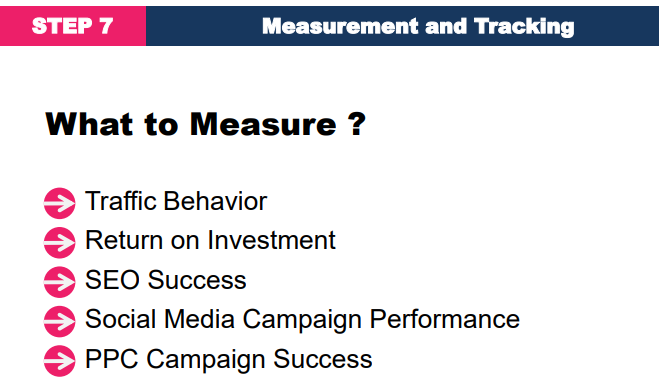 STEP 7
Measurement and Tracking
What to Measure ?
Traffic Behavior
Return on Investment
SEO Success
Social Media Campaign Performance
PPC Campaign Success